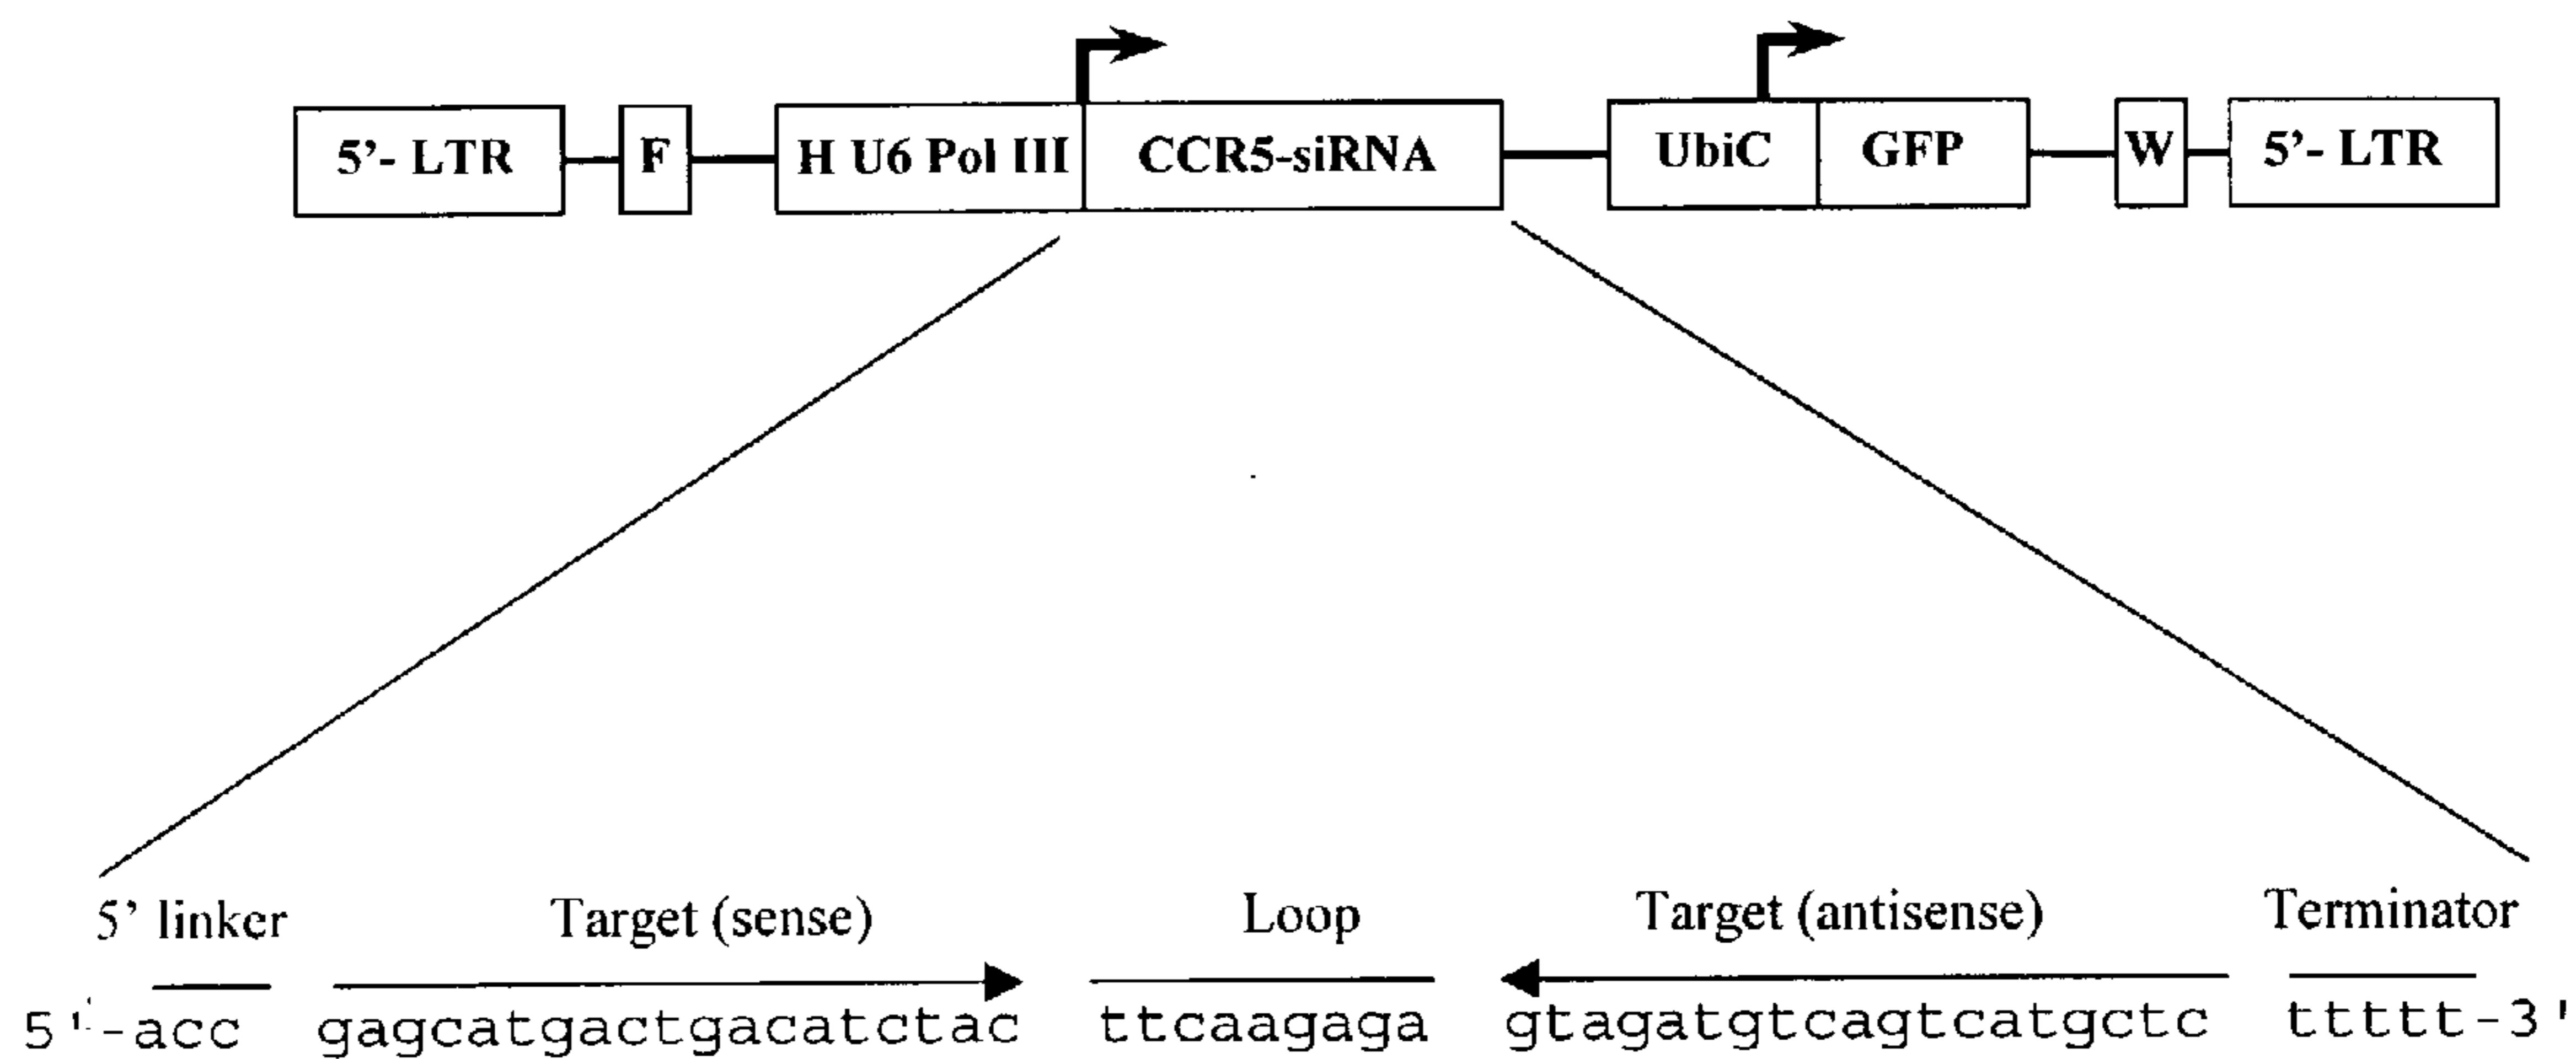 5’- LTR F H U6 Pol III CCR5-siRNA UbiC GFP W 5’- LTR
5’ linker Target (sense) Loop Target (antisense) Terminator
5'-acc gagcatgactgacatctac ttcaagaga gtagatgtcagtcatgctc ttttt-3'